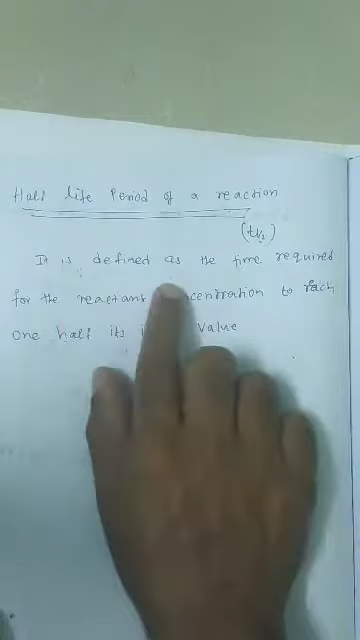 Half life Period of a reaction
(t1/2)
It is defined as the time required
for the reactant centration to rach
one half its Value